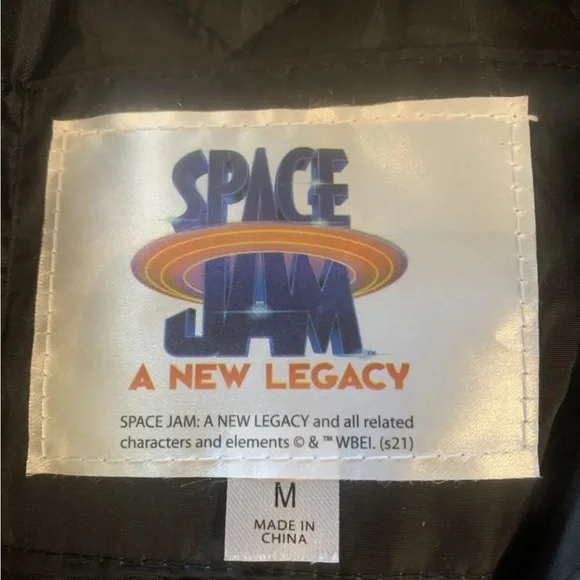 SPACE
JAM™
A NEW LEGACY
SPACE JAM: A NEW LEGACY and all related
characters and elements © & ™ WBEI. (s21)
M
MADE IN
CHINA